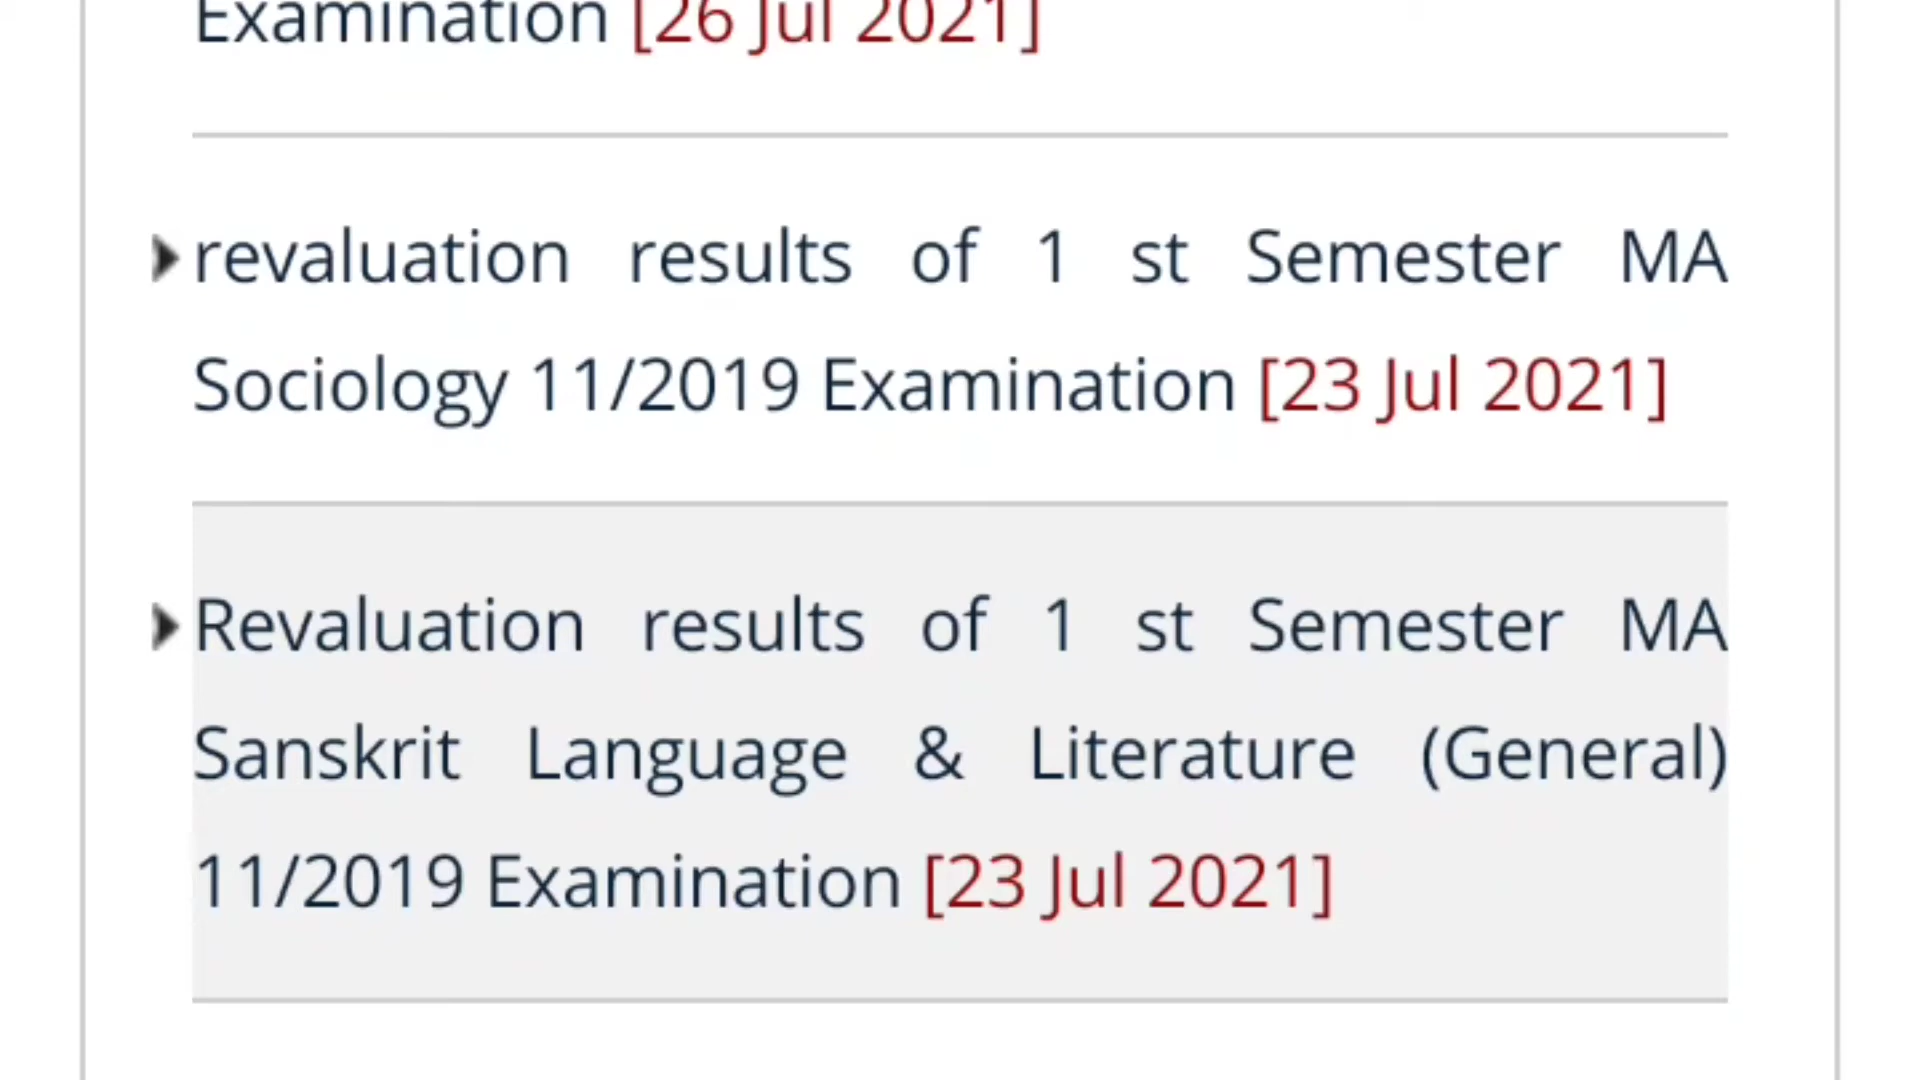 Examination [26 Jul 2021]
revaluation results of 1 st Semester MA
Sociology 11/2019 Examination [23 Jul 2021]
Revaluation results of 1 st Semester MA
Sanskrit Language & Literature (General)
11/2019 Examination [23 Jul 2021]